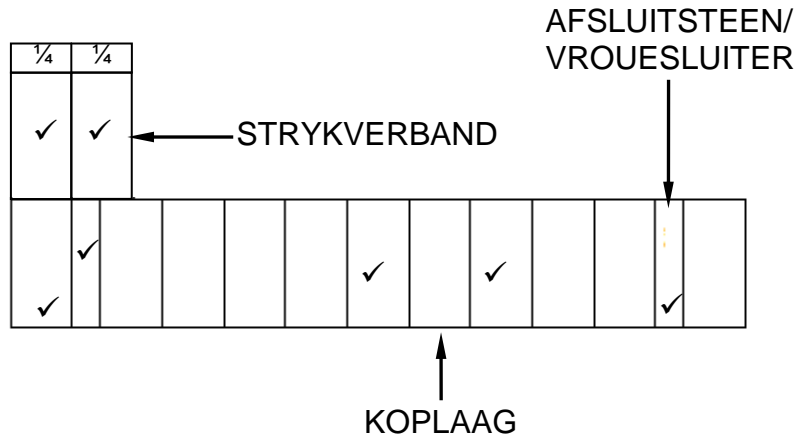 AFSLUITSTEEN/
VROUESLUITER
¼ ¼
✓ ✓
STRYKVERBAND
✓
✓ ✓
✓ ✓
KOPLAAG